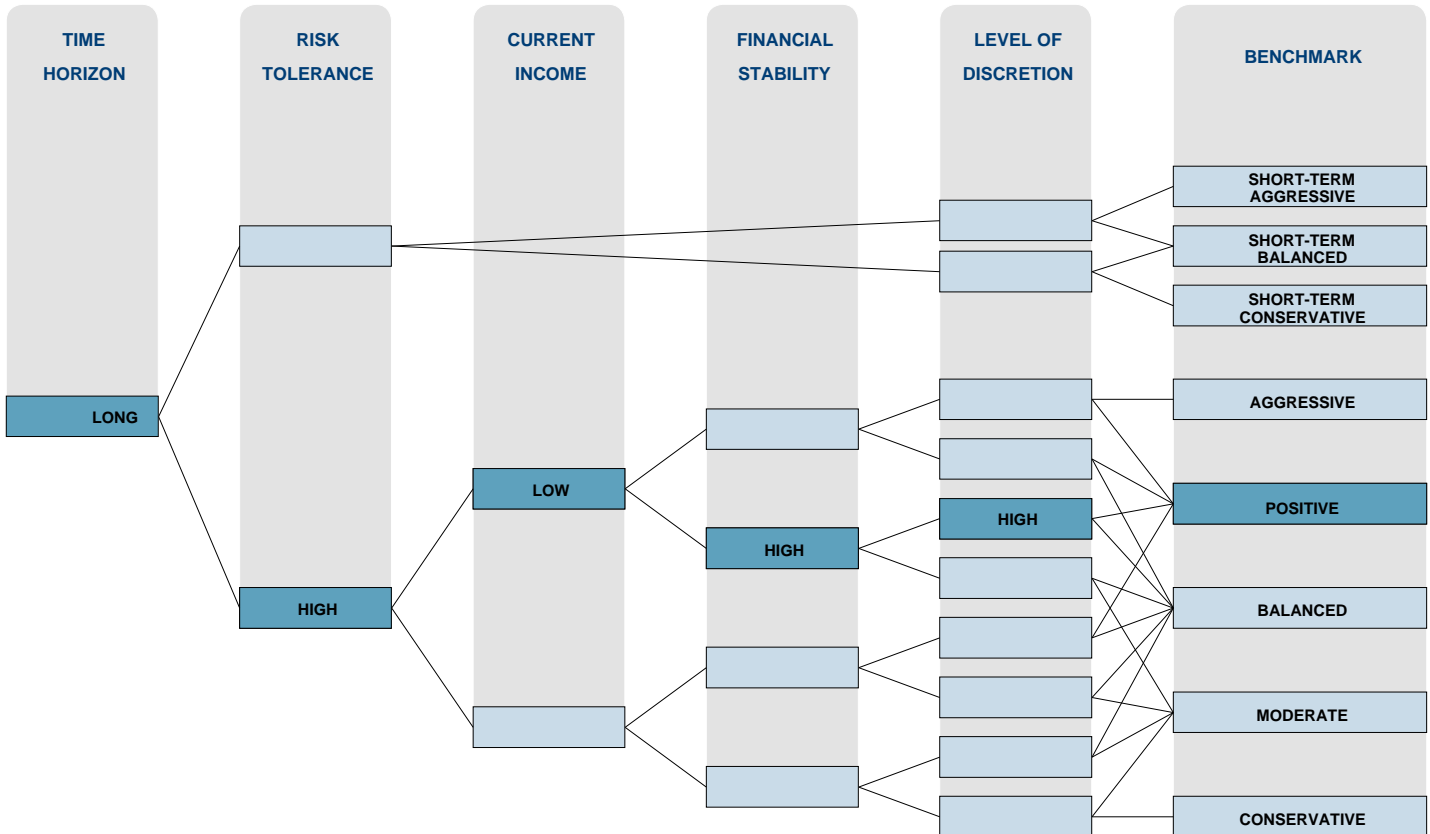 TIME
HORIZON
RISK
TOLERANCE
CURRENT
INCOME
FINANCIAL
STABILITY
LEVEL OF
DISCRETION
BENCHMARK
SHORT-TERM
AGGRESSIVE
SHORT-TERM
BALANCED
SHORT-TERM
CONSERVATIVE
LONG
AGGRESSIVE
LOW
HIGH
POSITIVE
HIGH
HIGH
BALANCED
MODERATE
CONSERVATIVE